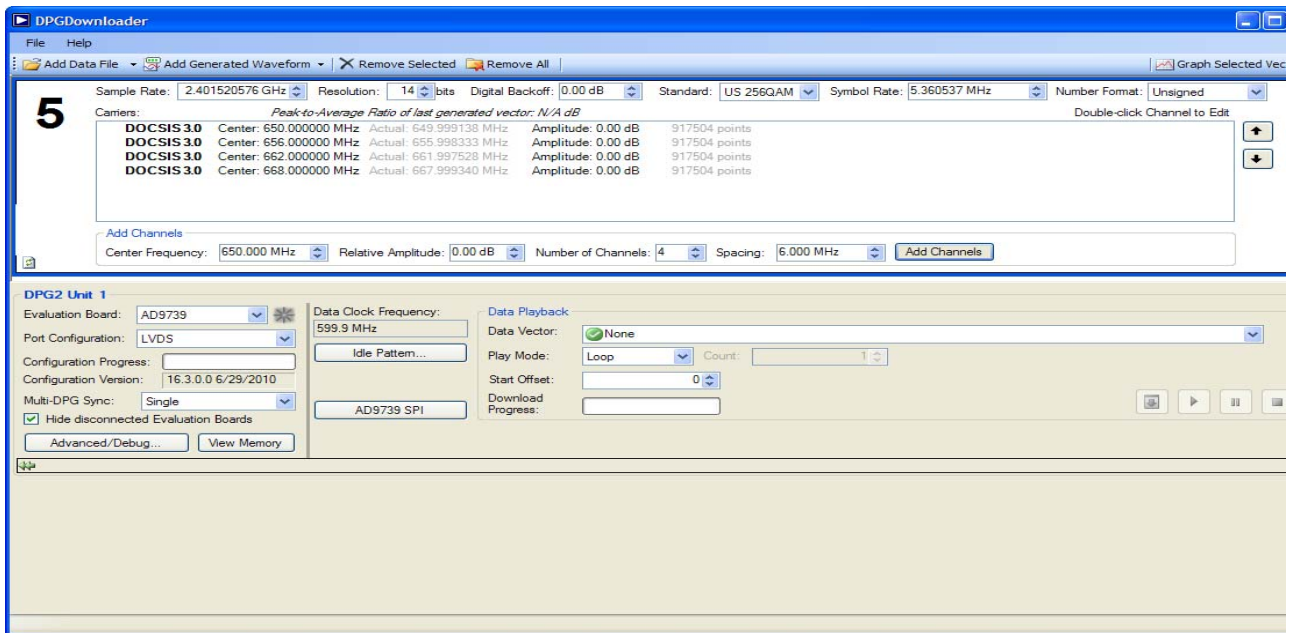 DPGDownloader
File Help
Add Data File Add Generated Waveform Remove Selected Remove All Graph Selected Vec
5
Sample Rate: 2.401520576 GHz Resolution: 14 bits Digital Backoff: 0.00 dB Standard: US 256QAM Symbol Rate: 5.360537 MHz Number Format: Unsigned
Carriers: Peak-to-Average Ratio of last generated vector: N/A dB Double-click Channel to Edit
DOCSIS 3.0 Center: 650.000000 MHz Actual: 649.999138 MHz Amplitude: 0.00 dB 917504 points
DOCSIS 3.0 Center: 656.000000 MHz Actual: 655.998333 MHz Amplitude: 0.00 dB 917504 points
DOCSIS 3.0 Center: 662.000000 MHz Actual: 661.997528 MHz Amplitude: 0.00 dB 917504 points
DOCSIS 3.0 Center: 668.000000 MHz Actual: 667.999340 MHz Amplitude: 0.00 dB 917504 points
Add Channels
Center Frequency: 650.000 MHz Relative Amplitude: 0.00 dB Number of Channels: 4 Spacing: 6.000 MHz Add Channels
DPG2 Unit 1
Evaluation Board: AD9739
Port Configuration: LVDS
Configuration Progress:
Configuration Version: 16.3.0.0 6/29/2010
Multi-DPG Sync: Single
Hide disconnected Evaluation Boards
Advanced/Debug... View Memory
Data Clock Frequency:
599.9 MHz
Idle Pattern...
AD9739 SPI
Data Playback
Data Vector: None
Play Mode: Loop Count: 1
Start Offset: 0
Download
Progress: